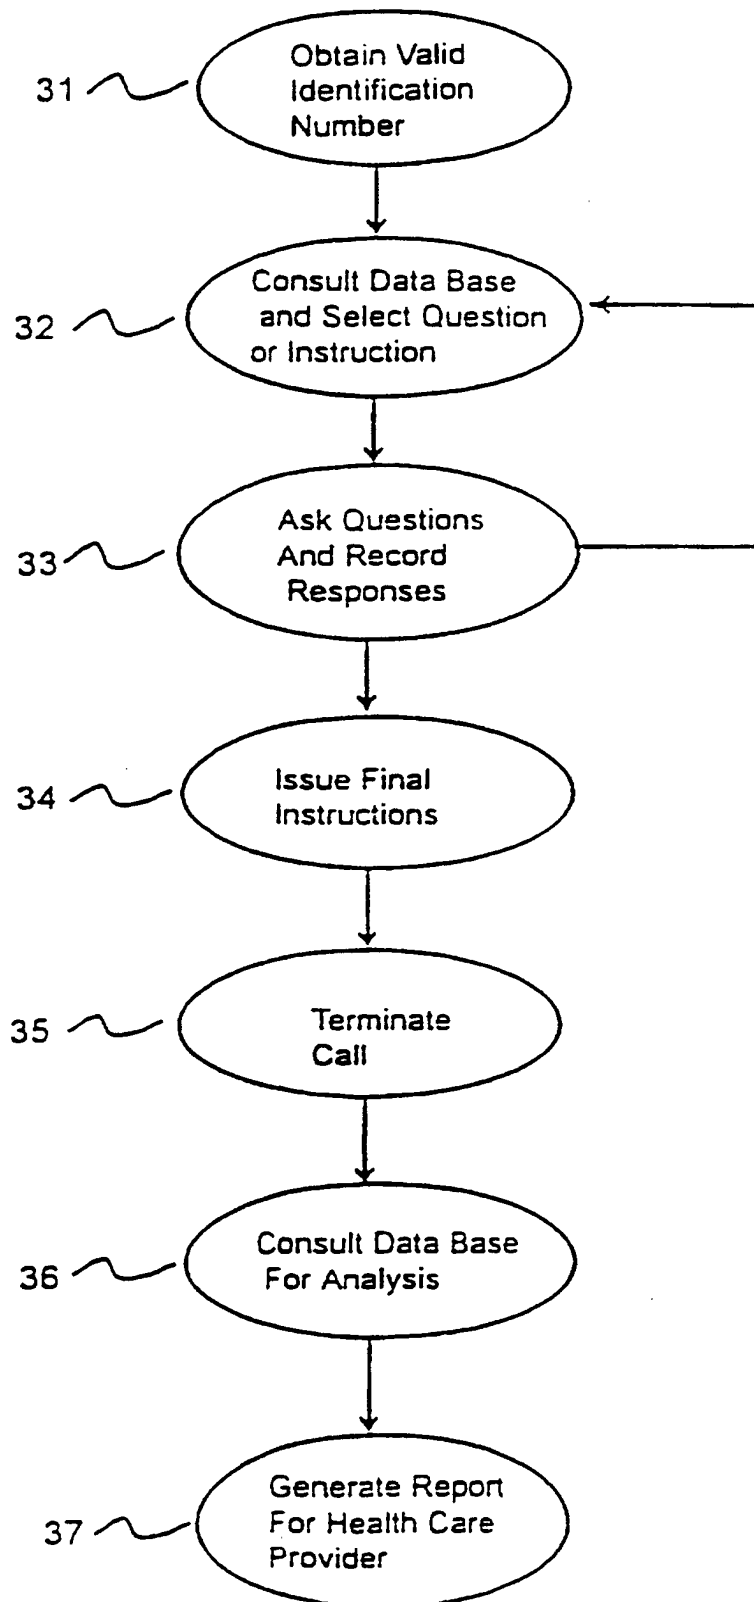 31
Obtain Valid
Identification
Number
32
Consult Data Base
and Select Question
or Instruction
33
Ask Questions
And Record
Responses
34
Issue Final
Instructions
35
Terminate
Call
36
Consult Data Base
For Analysis
37
Generate Report
For Health Care
Provider